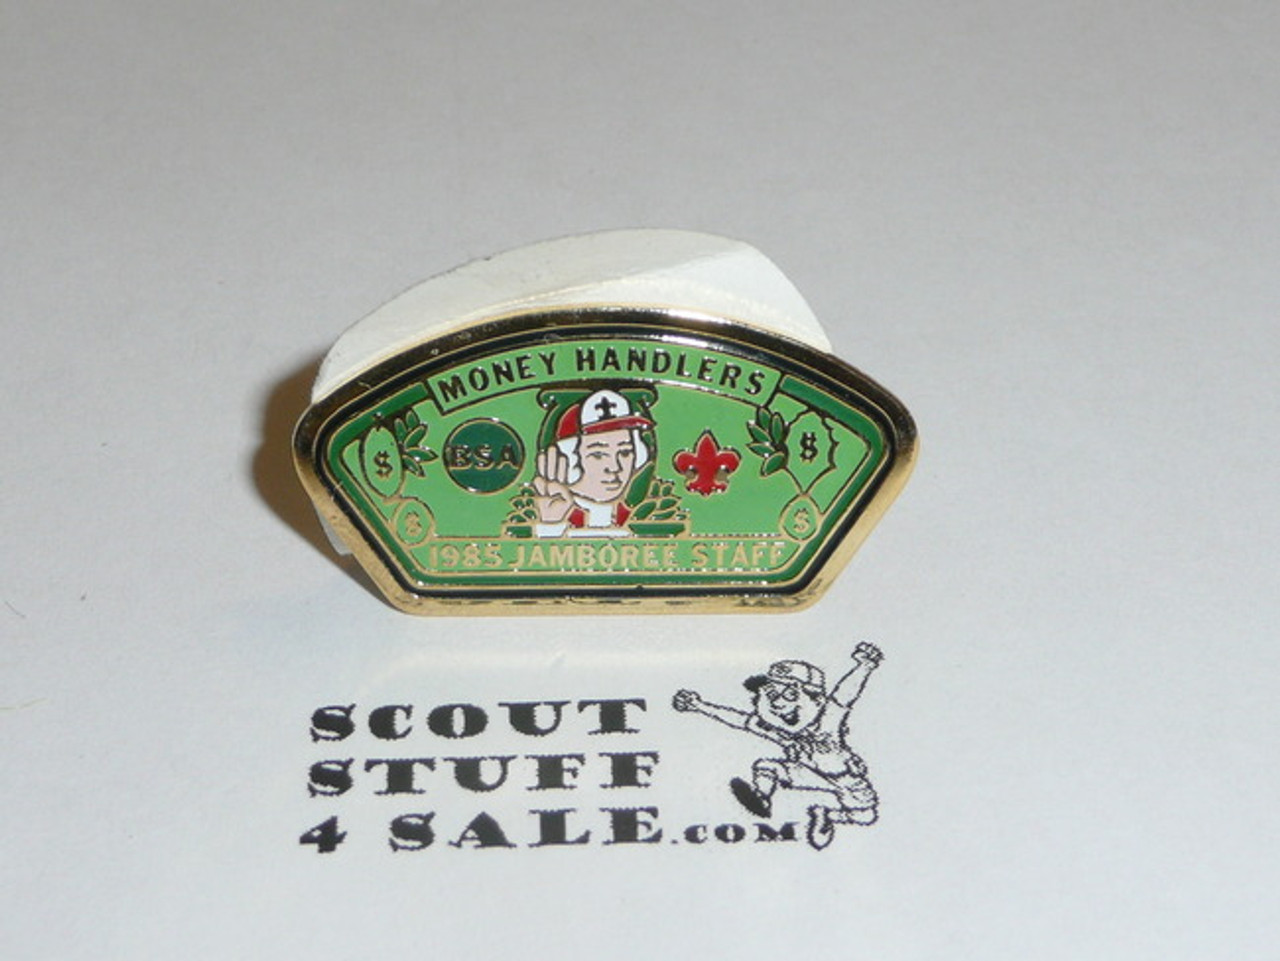 MONEY HANDLERS
$ BSA $
$ $
1985 JAMBOREE STAFF
SCOUT
STUFF
4 SALE.COM